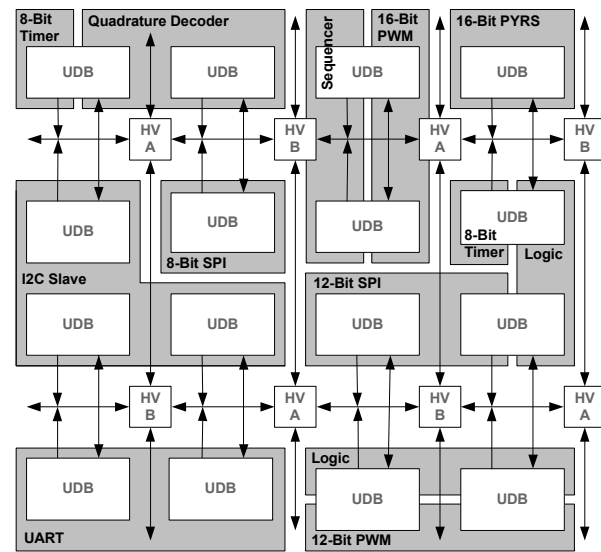 8-Bit
Timer
Quadrature Decoder
Sequencer
16-Bit
PWM
16-Bit PYRS
UDB
UDB
UDB
UDB
HV
A
HV
B
HV
A
HV
B
UDB
UDB
UDB
UDB
8-Bit SPI
8-Bit
Timer
Logic
I2C Slave
12-Bit SPI
UDB
UDB
UDB
UDB
HV
B
HV
A
HV
B
HV
A
Logic
UDB
UDB
UDB
UDB
UART
12-Bit PWM